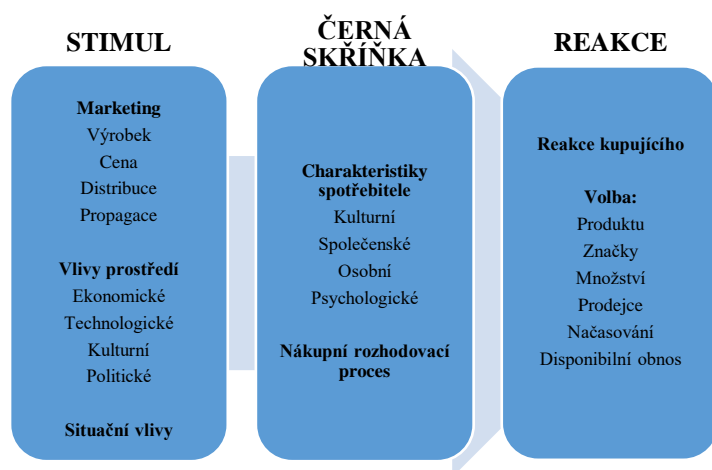 STIMUL
Marketing
Výrobek
Cena
Distribuce
Propagace
Vlivy prostředí
Ekonomické
Technologické
Kulturní
Politické
Situační vlivy
ČERNÁ
SKŘÍŇKA
Charakteristiky
spotřebitele
Kulturní
Společenské
Osobní
Psychologické
Nákupní rozhodovací
proces
REAKCE
Reakce kupujícího
Volba:
Produktu
Značky
Množství
Prodejce
Načasování
Disponibilní obnos